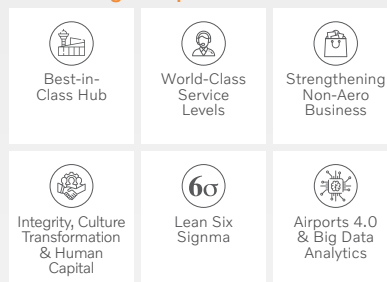 Best-in-
Class Hub
World-Class
Service
Levels
Strengthening
Non-Aero
Business
Integrity, Culture
Transformation
& Human
Capital
6σ
Lean Six
Signma
Airports 4.0
& Big Data
Analytics